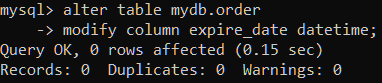 mysql> alter table mydb.order
    -> modify column expire_date datetime;
Query OK, 0 rows affected (0.15 sec)
Records: 0  Duplicates: 0  Warnings: 0